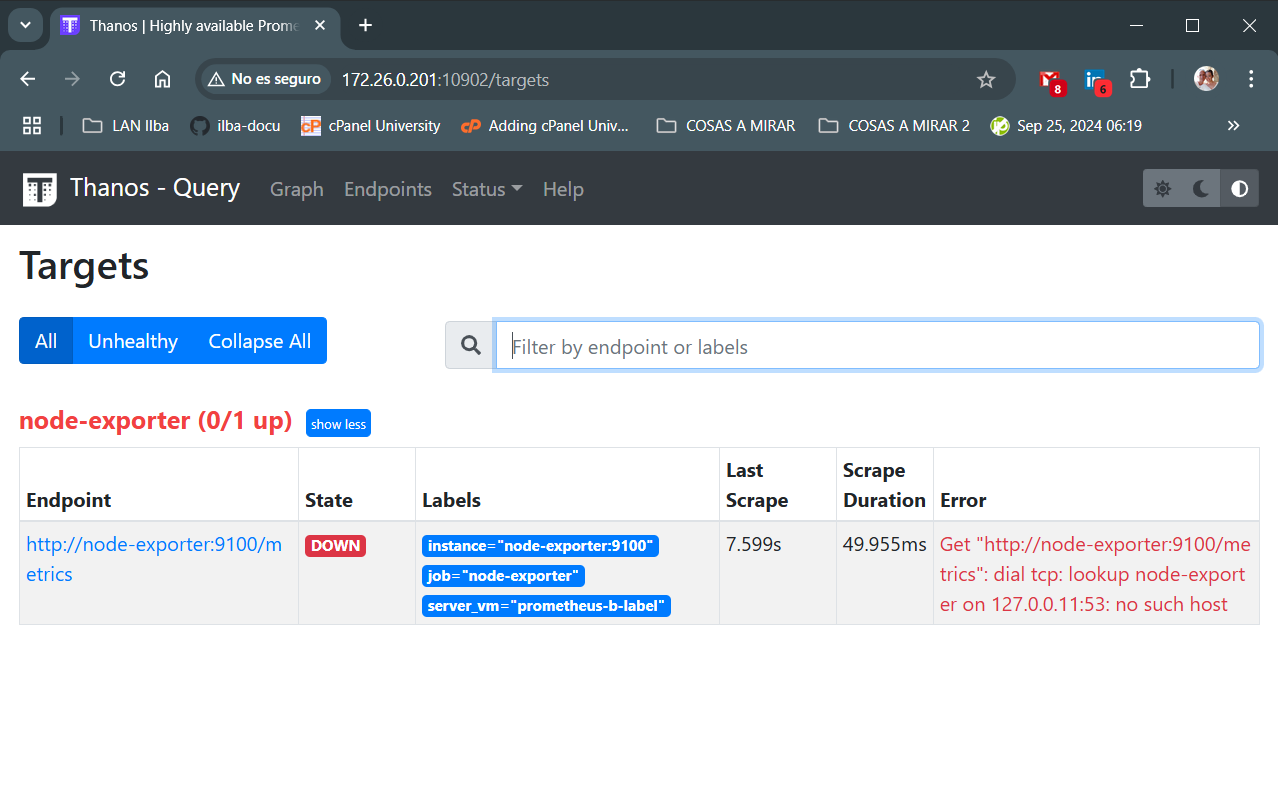 Thanos | Highly available Prome
No es seguro
172.26.0.201:10902/targets
8
6
LAN Ilba
ilba-docu
cPanel University
Adding cPanel Univ...
COSAS A MIRAR
COSAS A MIRAR 2
Sep 25, 2024 06:19
Thanos - Query
Graph
Endpoints
Status
Help
Targets
All
Unhealthy
Collapse All
Filter by endpoint or labels
node-exporter (0/1 up)
show less
Endpoint
State
Labels
Last
Scrape
Scrape
Duration
Error
http://node-exporter:9100/m
etrics
DOWN
instance="node-exporter:9100"
job="node-exporter"
server_vm="prometheus-b-label"
7.599s
49.955ms
Get "http://node-exporter:9100/me
trics": dial tcp: lookup node-export
er on 127.0.0.11:53: no such host